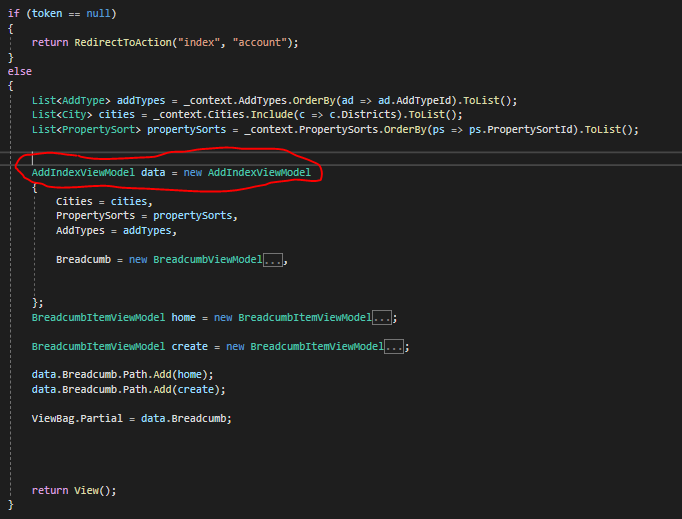 if (token == null)
{
return RedirectToAction("index", "account");
}
else
{
List<AddType> addTypes = _context.AddTypes.OrderBy(ad => ad.AddTypeId).ToList();
List<City> cities = _context.Cities.Include(c => c.Districts).ToList();
List<PropertySort> propertySorts = _context.PropertySorts.OrderBy(ps => ps.PropertySortId).ToList();
AddIndexViewModel data = new AddIndexViewModel
{
Cities = cities,
PropertySorts = propertySorts,
AddTypes = addTypes,
Breadcumb = new BreadcumbViewModel...,
};
BreadcumbItemViewModel home = new BreadcumbItemViewModel...;
BreadcumbItemViewModel create = new BreadcumbItemViewModel...;
data.Breadcumb.Path.Add(home);
data.Breadcumb.Path.Add(create);
ViewBag.Partial = data.Breadcumb;
return View();
}